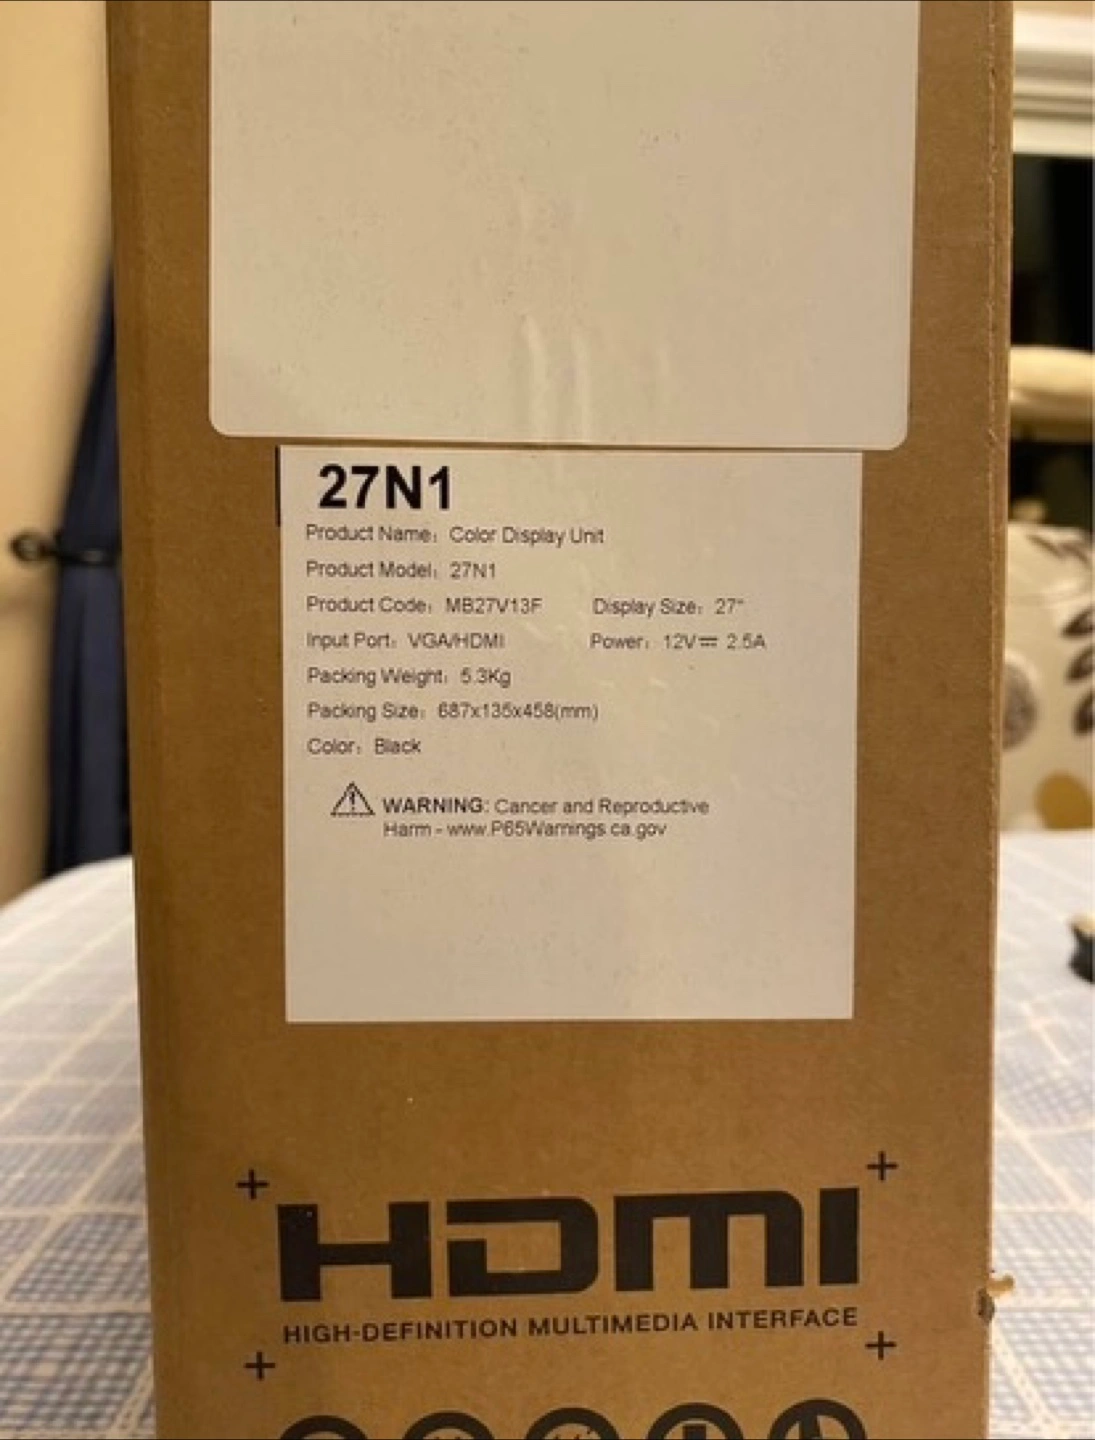 27N1
Product Name: Color Display Unit
Product Model: 27N1
Product Code: MB27V13F Display Size: 27"
Input Port: VGA/HDMI Power: 12V⎓ 2.5A
Packing Weight: 5.3Kg
Packing Size: 687x135x458(mm)
Color: Black
WARNING: Cancer and Reproductive
Harm - www.P65Warnings.ca.gov
HDMI
HIGH-DEFINITION MULTIMEDIA INTERFACE